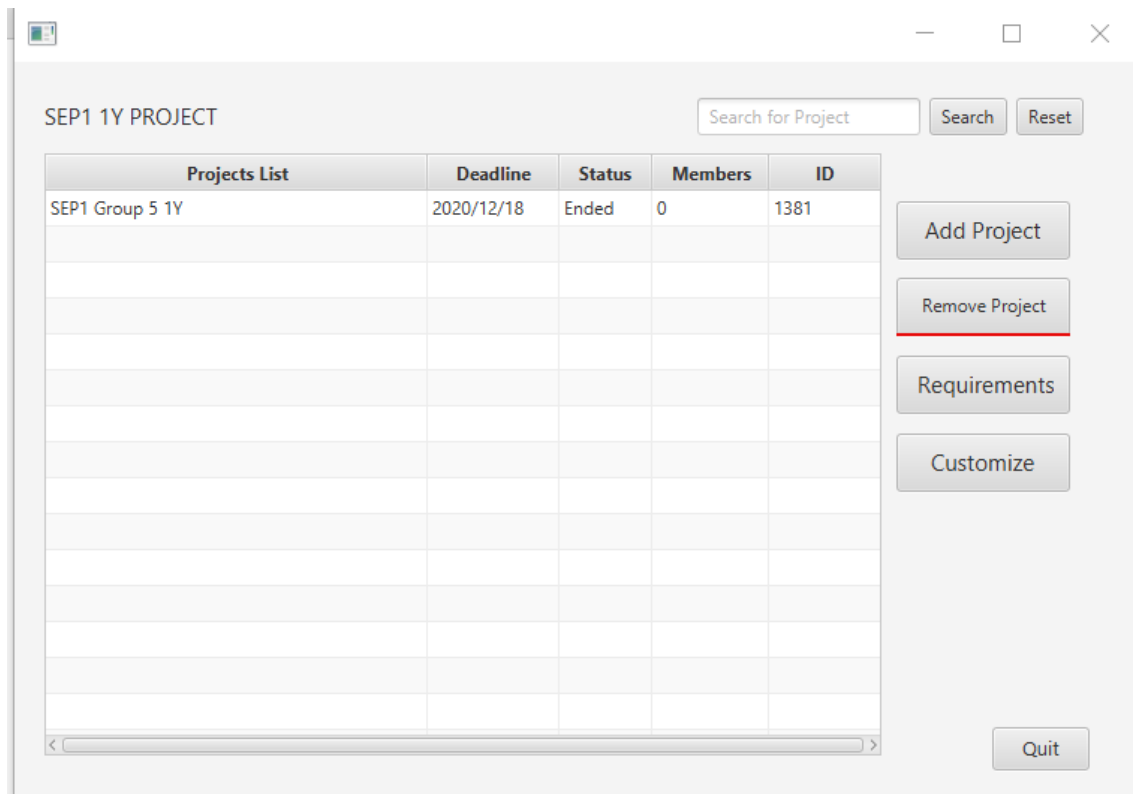 SEP1 1Y PROJECT
Search for Project
Search
Reset
Projects List Deadline Status Members ID
SEP1 Group 5 1Y 2020/12/18 Ended 0 1381
Add Project
Remove Project
Requirements
Customize
Quit